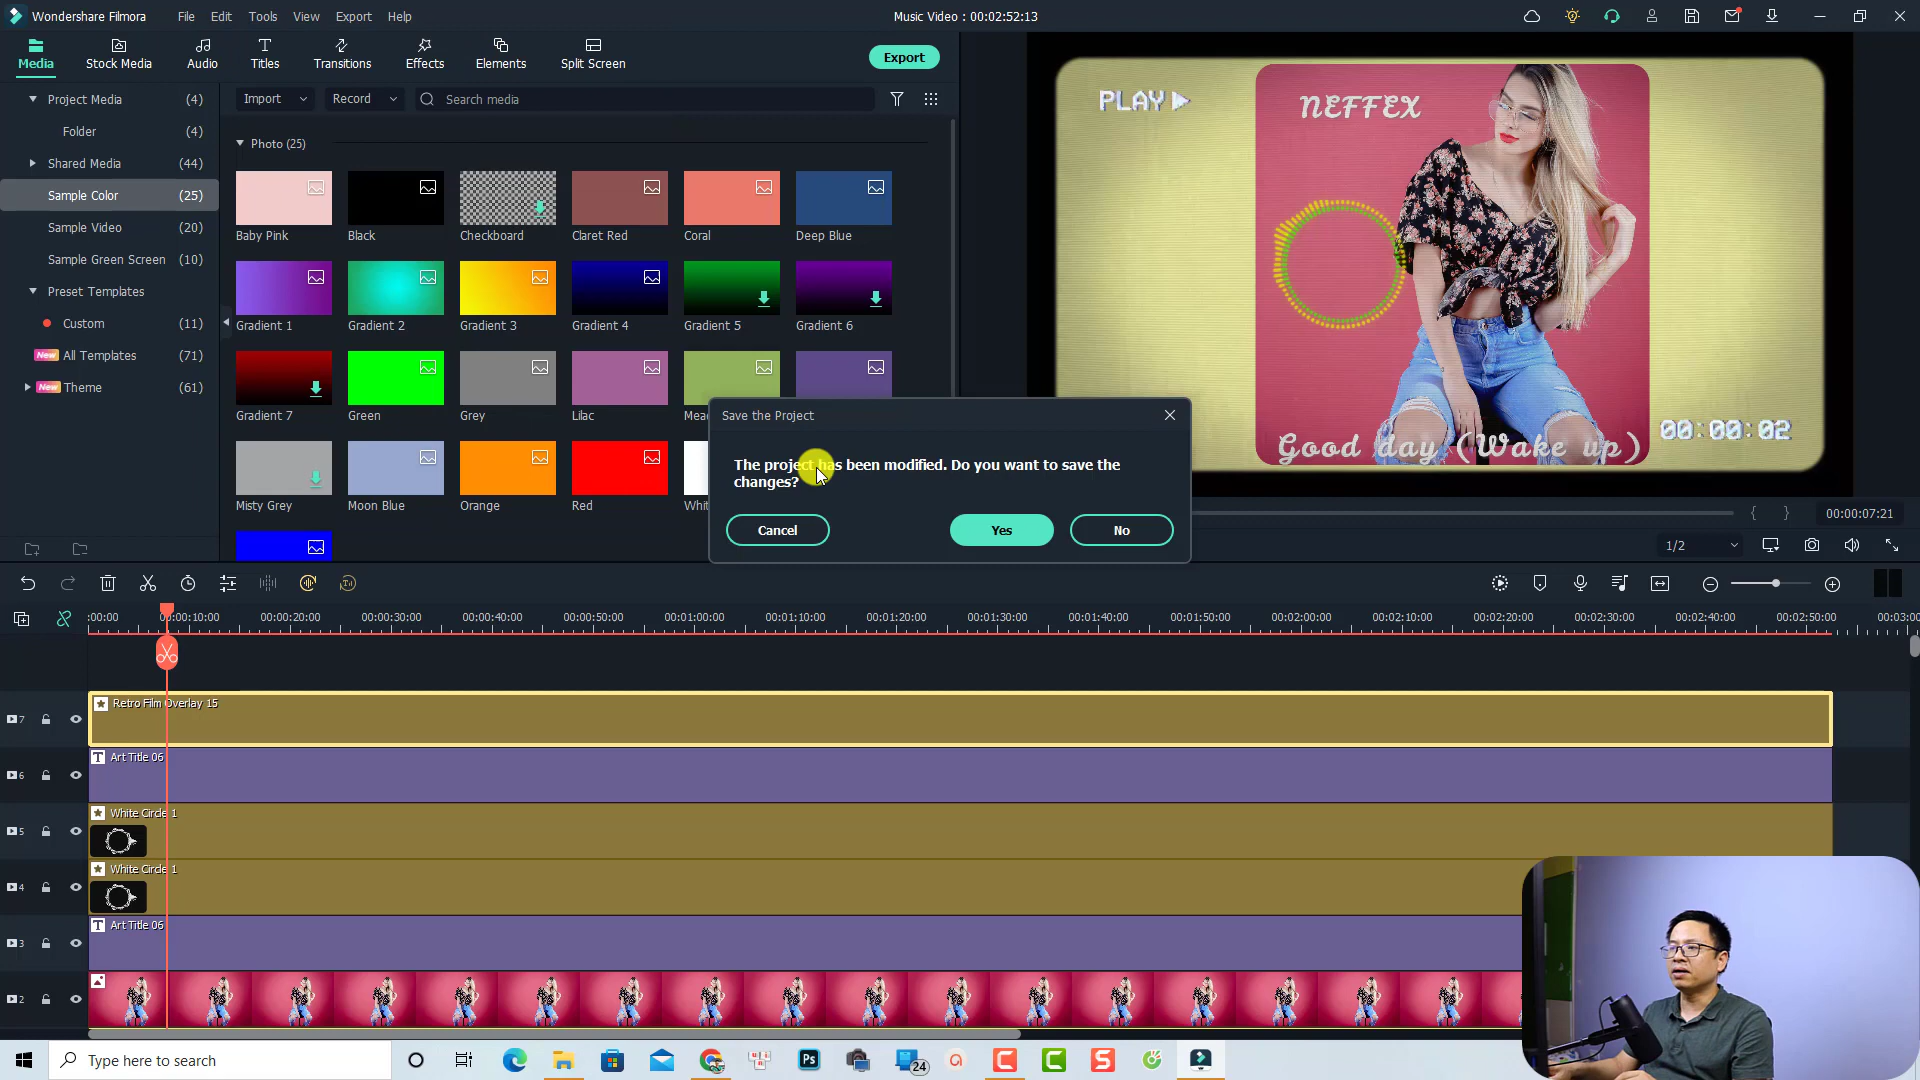 Wondershare Filmora
File Edit Tools View Export Help
Music Video : 00:02:52:13
Media Stock Media Audio Titles Transitions Effects Elements Split Screen
Export
Project Media (4)
Folder (4)
Shared Media (44)
Sample Color (25)
Sample Video (20)
Sample Green Screen (10)
Preset Templates
Custom (11)
New All Templates (71)
New Theme (61)
Import Record Search media
Photo (25)
Baby Pink Black Checkboard Claret Red Coral Deep Blue
Gradient 1 Gradient 2 Gradient 3 Gradient 4 Gradient 5 Gradient 6
Gradient 7 Green Grey Lilac
Misty Grey Moon Blue Orange Red
PLAY
NEFFEX
Good day (Wake up)
00:00:02
Save the Project
The project has been modified. Do you want to save the
changes?
Cancel Yes No
{ } 00:00:07:21
1/2
:00:00 00:00:10:00 00:00:20:00 00:00:30:00 00:00:40:00 00:00:50:00 00:01:00:00 00:01:10:00 00:01:20:00 00:01:30:00 00:01:40:00 00:01:50:00 00:02:00:00 00:02:10:00 00:02:20:00 00:02:30:00 00:02:40:00 00:02:50:00 00:03:00
7 Retro Film Overlay 15
6 Art Title 06
5 White Circle 1
4 White Circle 1
3 Art Title 06
2
Type here to search
Ps
24